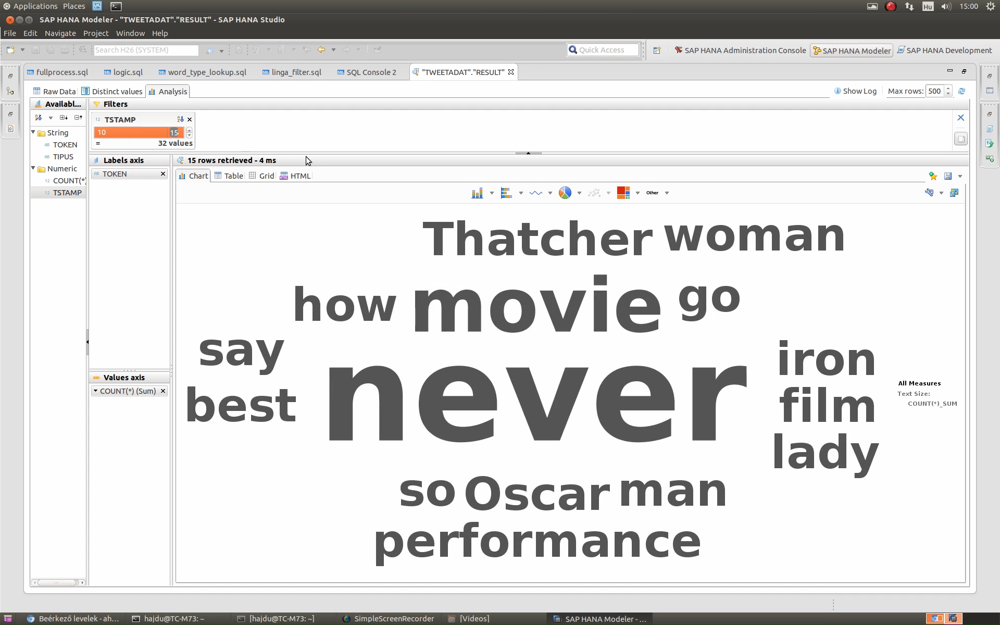 Applications Places Hu 15:00
SAP HANA Modeler - "TWEETADAT"."RESULT" - SAP HANA Studio
File Edit Navigate Project Window Help
Search H26 (SYSTEM) Quick Access SAP HANA Administration Console SAP HANA Modeler SAP HANA Development
fullprocess.sql logic.sql word_type_lookup.sql linga_filter.sql SQL Console 2 "TWEETADAT"."RESULT"
Raw Data Distinct values Analysis Show Log Max rows: 500
Availabl... Filters
12 TSTAMP
String 10 15
TOKEN = 32 values
TIPUS Labels axis 15 rows retrieved - 4 ms
Numeric TOKEN Chart Table Grid HTML
12 COUNT(*)
12 TSTAMP Other
Thatcher woman
how movie go
say iron
never
Values axis
COUNT(*) (Sum)
All Measures
Text Size:
COUNT(*)_SUM
best film
lady
so Oscar man
performance
Beérkező levelek - ah... hajdu@TC-M73: ~ [hajdu@TC-M73: ~] SimpleScreenRecorder [Videos] SAP HANA Modeler - ...